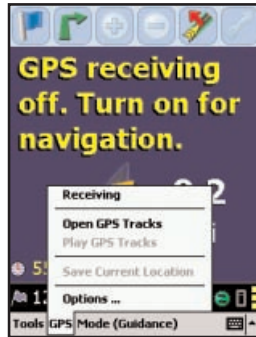 GPS receiving
off. Turn on for
navigation.
Receiving
Open GPS Tracks
Play GPS Tracks
Save Current Location
Options ...
Tools GPS Mode (Guidance)